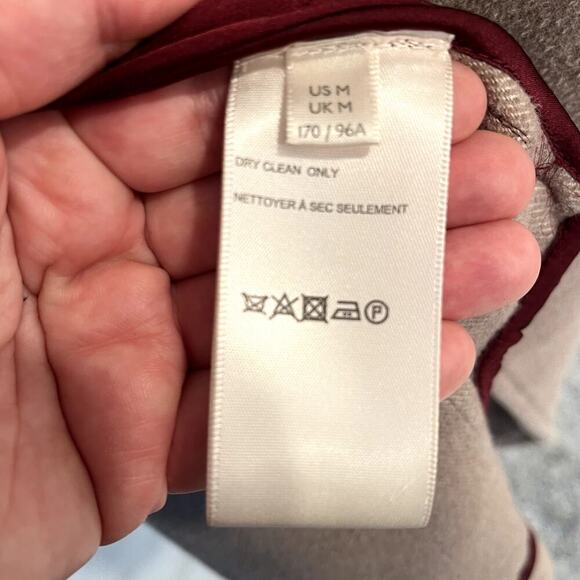 US M
UK M
170 / 96A
DRY CLEAN ONLY
NETTOYER À SEC SEULEMENT
P